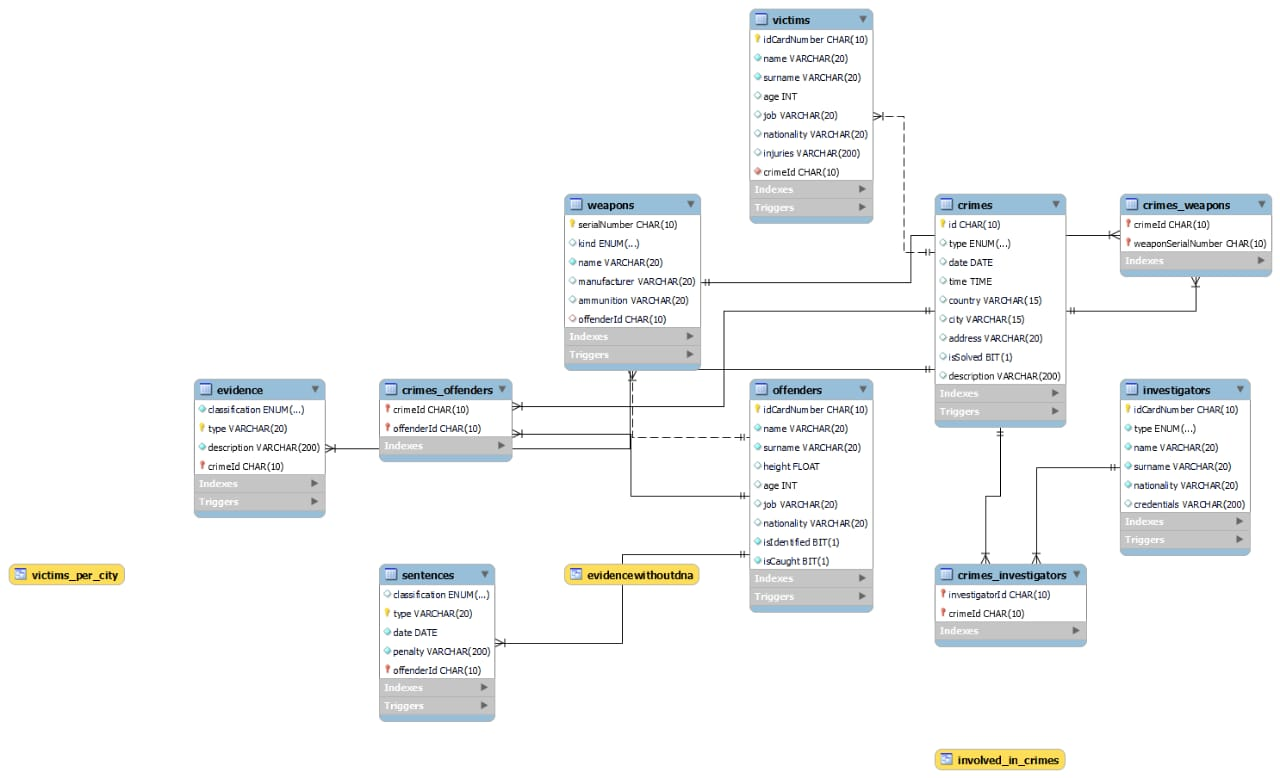 victims
idCardNumber CHAR(10)
name VARCHAR(20)
surname VARCHAR(20)
age INT
job VARCHAR(20)
nationality VARCHAR(20)
injuries VARCHAR(200)
crimeId CHAR(10)
Indexes
Triggers
weapons
serialNumber CHAR(10)
kind ENUM(...)
name VARCHAR(20)
manufacturer VARCHAR(20)
ammunition VARCHAR(20)
offenderId CHAR(10)
Indexes
Triggers
crimes
id CHAR(10)
type ENUM(...)
date DATE
time TIME
country VARCHAR(15)
city VARCHAR(15)
address VARCHAR(20)
isSolved BIT(1)
description VARCHAR(200)
Indexes
Triggers
crimes_weapons
crimeId CHAR(10)
weaponSerialNumber CHAR(10)
Indexes
evidence
classification ENUM(...)
type VARCHAR(20)
description VARCHAR(200)
crimeId CHAR(10)
Indexes
Triggers
crimes_offenders
crimeId CHAR(10)
offenderId CHAR(10)
Indexes
offenders
idCardNumber CHAR(10)
name VARCHAR(20)
surname VARCHAR(20)
height FLOAT
age INT
job VARCHAR(20)
nationality VARCHAR(20)
isIdentified BIT(1)
isCaught BIT(1)
Indexes
Triggers
investigators
idCardNumber CHAR(10)
type ENUM(...)
name VARCHAR(20)
surname VARCHAR(20)
nationality VARCHAR(20)
credentials VARCHAR(200)
Indexes
Triggers
victims_per_city
sentences
classification ENUM(...)
type VARCHAR(20)
date DATE
penalty VARCHAR(200)
offenderId CHAR(10)
Indexes
Triggers
evidencewithoutdna
crimes_investigators
investigatorId CHAR(10)
crimeId CHAR(10)
Indexes
involved_in_crimes